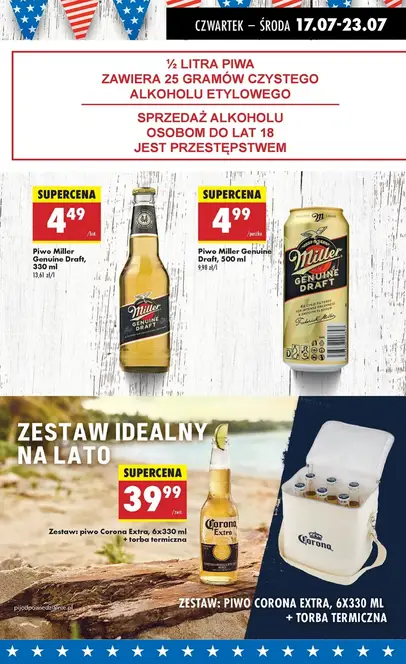 CZWARTEK – ŚRODA 17.07-23.07
½ LITRA PIWA
ZAWIERA 25 GRAMÓW CZYSTEGO
ALKOHOLU ETYLOWEGO
SPRZEDAŻ ALKOHOLU
OSOBOM DO LAT 18
JEST PRZESTĘPSTWEM
SUPERCENA
4 49
/but.
Piwo Miller
Genuine Draft,
330 ml
13,61 zł/l
Miller
GENUINE
DRAFT
SUPERCENA
4 99
/puszka
Piwo Miller Genuine
Draft, 500 ml
9,98 zł/l
Miller
GENUINE
DRAFT
ZESTAW IDEALNY
NA LATO
SUPERCENA
39 99
Zestaw: piwo Corona Extra, 6x330 ml
+ torba termiczna
Corona
Extra
Corona
ZESTAW: PIWO CORONA EXTRA, 6X330 ML
+ TORBA TERMICZNA